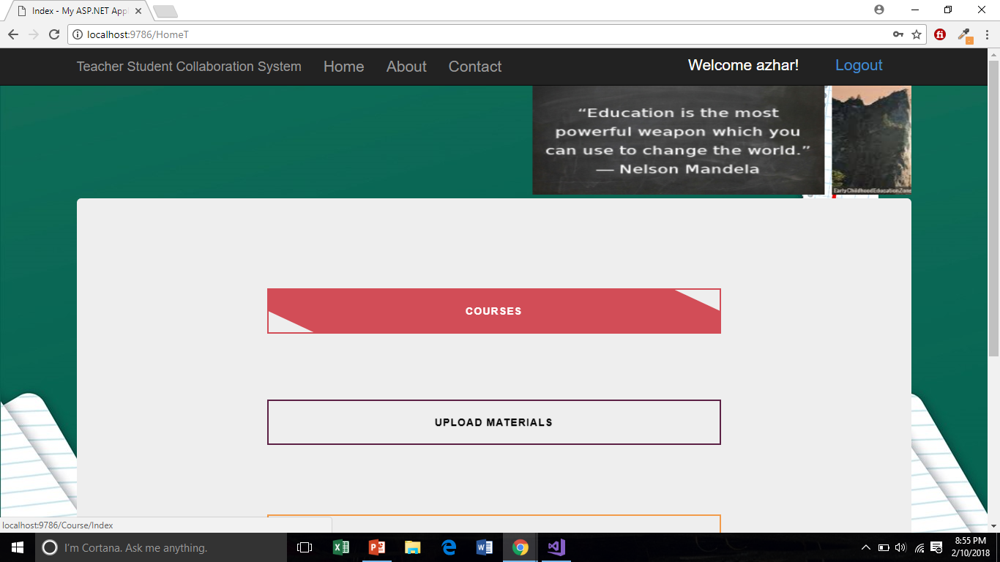 Index - My ASP.NET Appl
localhost:9786/HomeT
Teacher Student Collaboration System Home About Contact Welcome azhar! Logout
“Education is the most
powerful weapon which you
can use to change the world.”
— Nelson Mandela
EarlyChildhoodEducationZone
COURSES
UPLOAD MATERIALS
localhost:9786/Course/Index
I'm Cortana. Ask me anything.
8:55 PM
2/10/2018